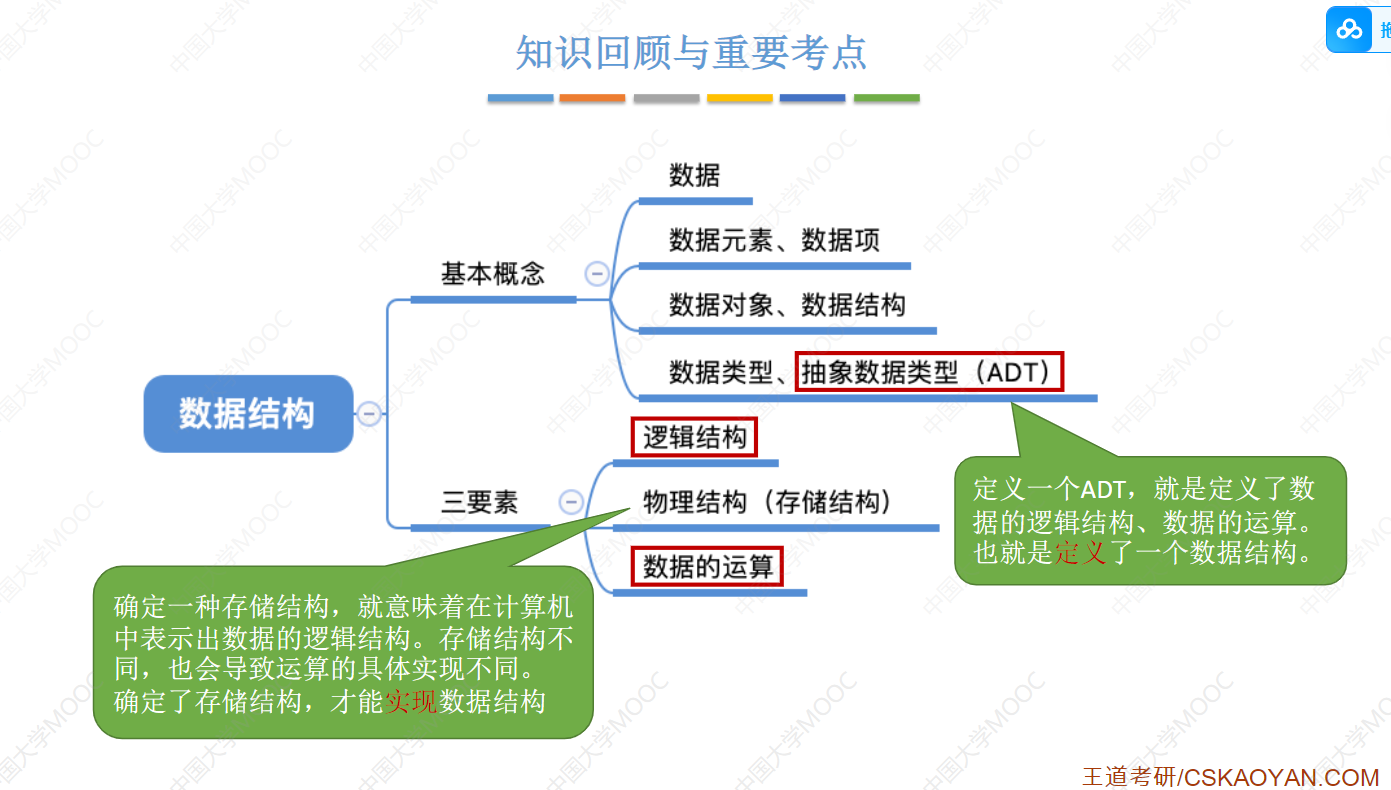 知识回顾与重要考点
数据
数据元素、数据项
基本概念
数据对象、数据结构
数据类型、抽象数据类型（ADT）
数据结构
逻辑结构
三要素
物理结构（存储结构）
数据的运算
定义一个ADT，就是定义了数
据的逻辑结构、数据的运算。
也就是定义了一个数据结构。
确定一种存储结构，就意味着在计算机
中表示出数据的逻辑结构。存储结构不
同，也会导致运算的具体实现不同。
确定了存储结构，才能实现数据结构
王道考研/CSKAOYAN.COM
中国大学MOOC